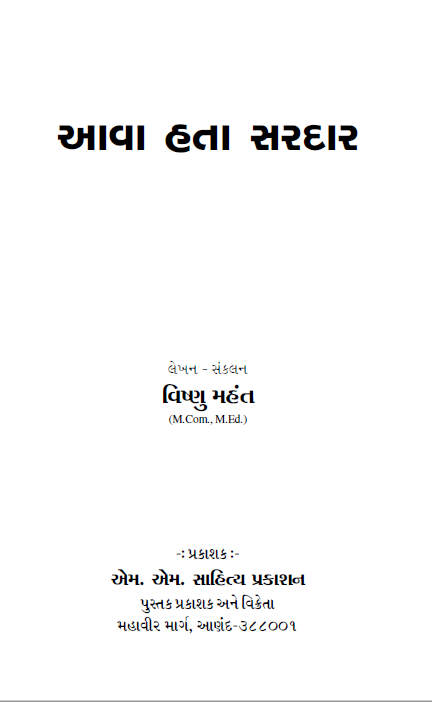 આવા હતા સરદાર
લેખન - સંકલન
વિષ્ણુ મહંત
(M.Com., M.Ed.)
-: પ્રકાશક :-
એમ. એમ. સાહિત્ય પ્રકાશન
પુસ્તક પ્રકાશક અને વિક્રેતા
મહાવીર માર્ગ, આણંદ-૩૮૮૦૦૧